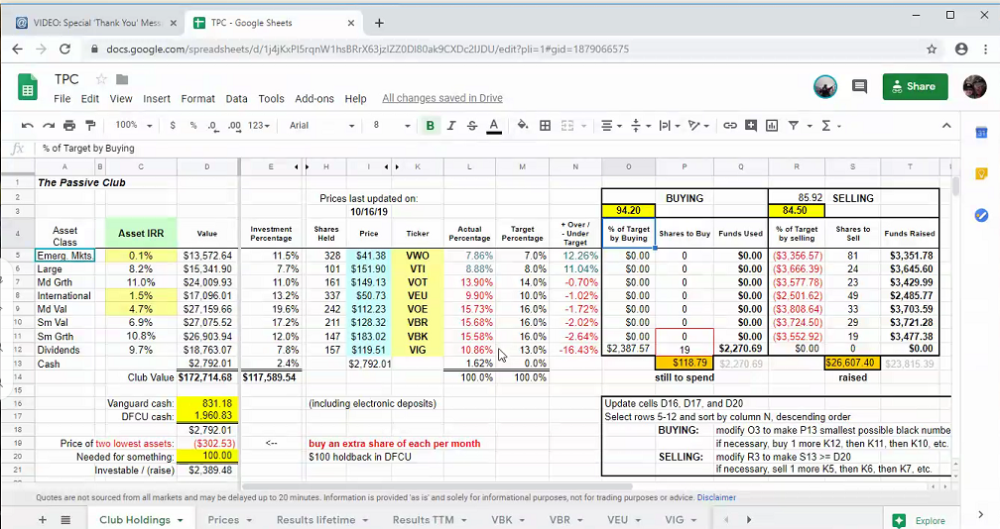 VIDEO: Special 'Thank You' Mess
TPC - Google Sheets
docs.google.com/spreadsheets/d/1j4jKxPI5rqnW1hsBRrX63jzIZZ0Dl80ak9CXDc2IJDU/edit?pli=1#gid=1879066575
TPC
File Edit View Insert Format Data Tools Add-ons Help All changes saved in Drive
Share
100% $ % .0 .00 123 Arial 8 B I S A
fx % of Target by Buying
A B C D E H I K L M N O P Q R S T
1 The Passive Club
2 Prices last updated on: BUYING 85.92 SELLING
3 10/16/19 94.20 84.50
4 Asset Class Asset IRR Value Investment Percentage Shares Held Price Ticker Actual Percentage Target Percentage + Over / - Under Target % of Target by Buying Shares to Buy Funds Used % of Target by selling Shares to Sell Funds Raised
5 Emerg. Mkts. 0.1% $13,572.64 11.5% 328 $41.38 VWO 7.86% 7.0% 12.26% $0.00 0 $0.00 ($3,356.57) 81 $3,351.78
6 Large 8.2% $15,341.90 7.7% 101 $151.90 VTI 8.88% 8.0% 11.04% $0.00 0 $0.00 ($3,666.39) 24 $3,645.60
7 Md Grth 11.0% $24,009.93 11.0% 161 $149.13 VOT 13.90% 14.0% -0.70% $0.00 0 $0.00 ($3,577.78) 23 $3,429.99
8 International 1.5% $17,096.01 13.2% 337 $50.73 VEU 9.90% 10.0% -1.02% $0.00 0 $0.00 ($2,501.62) 49 $2,485.77
9 Md Val 4.7% $27,159.66 19.6% 242 $112.23 VOE 15.73% 16.0% -1.72% $0.00 0 $0.00 ($3,808.64) 33 $3,703.59
10 Sm Val 6.9% $27,075.52 17.2% 211 $128.32 VBR 15.68% 16.0% -2.02% $0.00 0 $0.00 ($3,724.50) 29 $3,721.28
11 Sm Grth 10.8% $26,903.94 12.0% 147 $183.02 VBK 15.58% 16.0% -2.64% $0.00 0 $0.00 ($3,552.92) 19 $3,477.38
12 Dividends 9.7% $18,763.07 7.8% 157 $119.51 VIG 10.86% 13.0% -16.43% $2,387.57 19 $2,270.69 $0.00 0 $0.00
13 Cash $2,792.01 2.4% $2,792.01 1.62% 0.0% $118.79 $2,270.69 $26,607.40 $23,815.39
14 Club Value $172,714.68 $117,589.54 100.0% 100.0% still to spend raised
15
16 Vanguard cash: 831.18 (including electronic deposits) Update cells D16, D17, and D20
17 DFCU cash: 1,960.83 Select rows 5-12 and sort by column N, descending order
18 $2,792.01 BUYING: modify O3 to make P13 smallest possible black numbe
19 Price of two lowest assets: ($302.53) <-- buy an extra share of each per month if necessary, buy 1 more K12, then K11, then K10, etc.
20 Needed for something: 100.00 $100 holdback in DFCU SELLING: modify R3 to make S13 >= D20
21 Investable / (raise) $2,389.48 if necessary, sell 1 more K5, then K6, then K7, etc.
Quotes are not sourced from all markets and may be delayed up to 20 minutes. Information is provided 'as is' and solely for informational purposes, not for trading purposes or advice. Disclaimer
Club Holdings Prices Results lifetime Results TTM VBK VBR VEU VIG Explore